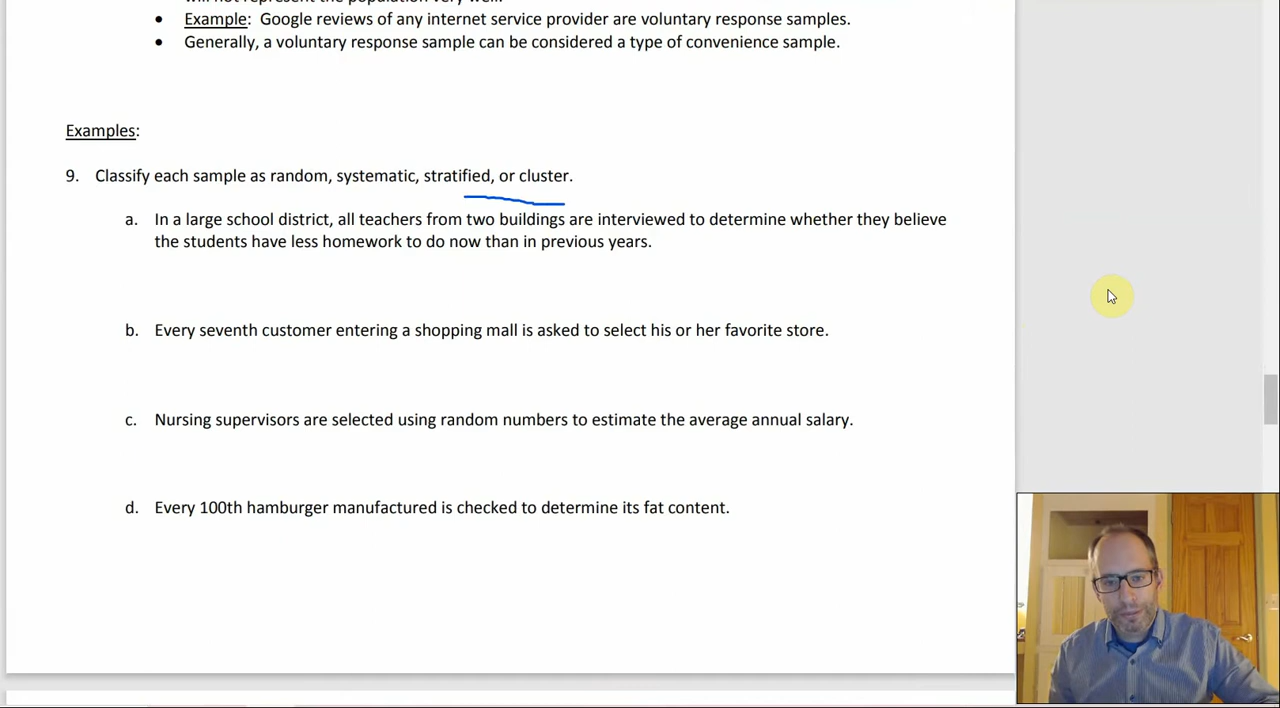 • Example: Google reviews of any internet service provider are voluntary response samples.
• Generally, a voluntary response sample can be considered a type of convenience sample.
Examples:
9. Classify each sample as random, systematic, stratified, or cluster.
a. In a large school district, all teachers from two buildings are interviewed to determine whether they believe
the students have less homework to do now than in previous years.
b. Every seventh customer entering a shopping mall is asked to select his or her favorite store.
c. Nursing supervisors are selected using random numbers to estimate the average annual salary.
d. Every 100th hamburger manufactured is checked to determine its fat content.